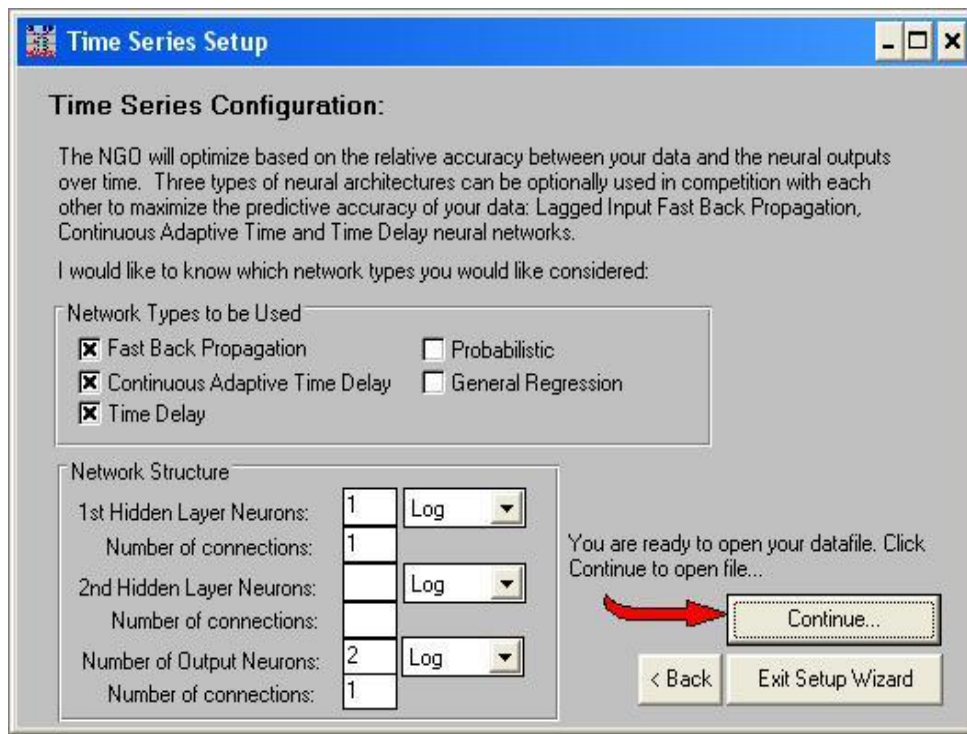 Time Series Setup
Time Series Configuration:
The NGO will optimize based on the relative accuracy between your data and the neural outputs
over time. Three types of neural architectures can be optionally used in competition with each
other to maximize the predictive accuracy of your data: Lagged Input Fast Back Propagation,
Continuous Adaptive Time and Time Delay neural networks.
I would like to know which network types you would like considered:
Network Types to be Used
Fast Back Propagation
Probabilistic
Continuous Adaptive Time Delay
General Regression
Time Delay
Network Structure
1st Hidden Layer Neurons: 1 Log
Number of connections: 1
2nd Hidden Layer Neurons: Log
Number of connections:
Number of Output Neurons: 2 Log
Number of connections: 1
You are ready to open your datafile. Click
Continue to open file...
Continue...
< Back
Exit Setup Wizard